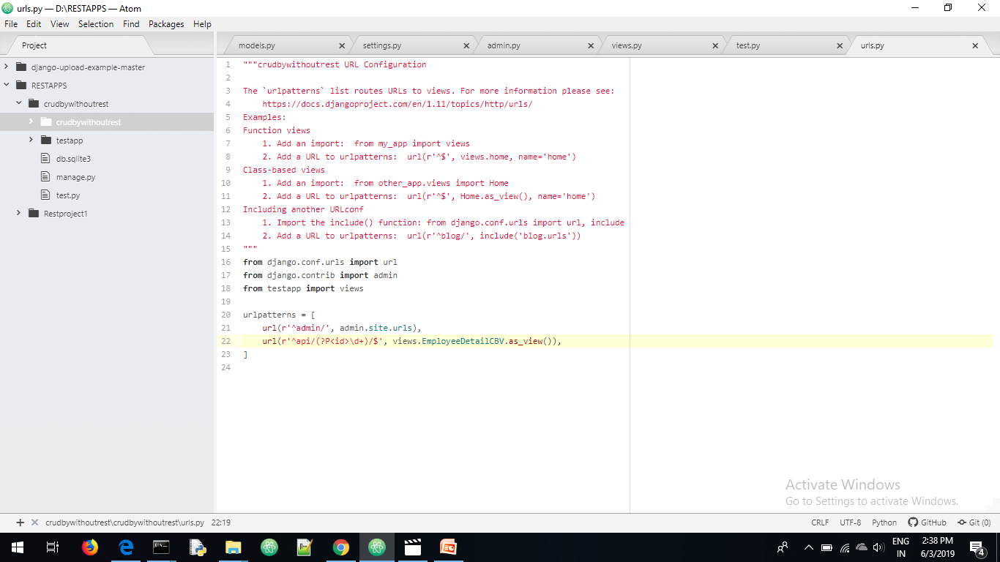 urls.py — D:\RESTAPPS — Atom
File Edit View Selection Find Packages Help
Project
models.py
settings.py
admin.py
views.py
test.py
urls.py
django-upload-example-master
RESTAPPS
crudbywithoutrest
crudbywithoutrest
testapp
db.sqlite3
manage.py
test.py
Restproject1
1 """crudbywithoutrest URL Configuration
2
3 The `urlpatterns` list routes URLs to views. For more information please see:
4     https://docs.djangoproject.com/en/1.11/topics/http/urls/
5 Examples:
6 Function views
7     1. Add an import:  from my_app import views
8     2. Add a URL to urlpatterns:  url(r'^$', views.home, name='home')
9 Class-based views
10     1. Add an import:  from other_app.views import Home
11     2. Add a URL to urlpatterns:  url(r'^$', Home.as_view(), name='home')
12 Including another URLconf
13     1. Import the include() function: from django.conf.urls import url, include
14     2. Add a URL to urlpatterns:  url(r'^blog/', include('blog.urls'))
15 """
16 from django.conf.urls import url
17 from django.contrib import admin
18 from testapp import views
19
20 urlpatterns = [
21     url(r'^admin/', admin.site.urls),
22     url(r'^api/(?P<id>\d+)/$', views.EmployeeDetailCBV.as_view()),
23 ]
24
Activate Windows
Go to Settings to activate Windows.
crudbywithoutrest\crudbywithoutrest\urls.py 22:19
CRLF UTF-8 Python GitHub Git (0)
ENG
IN
2:38 PM
6/3/2019
4